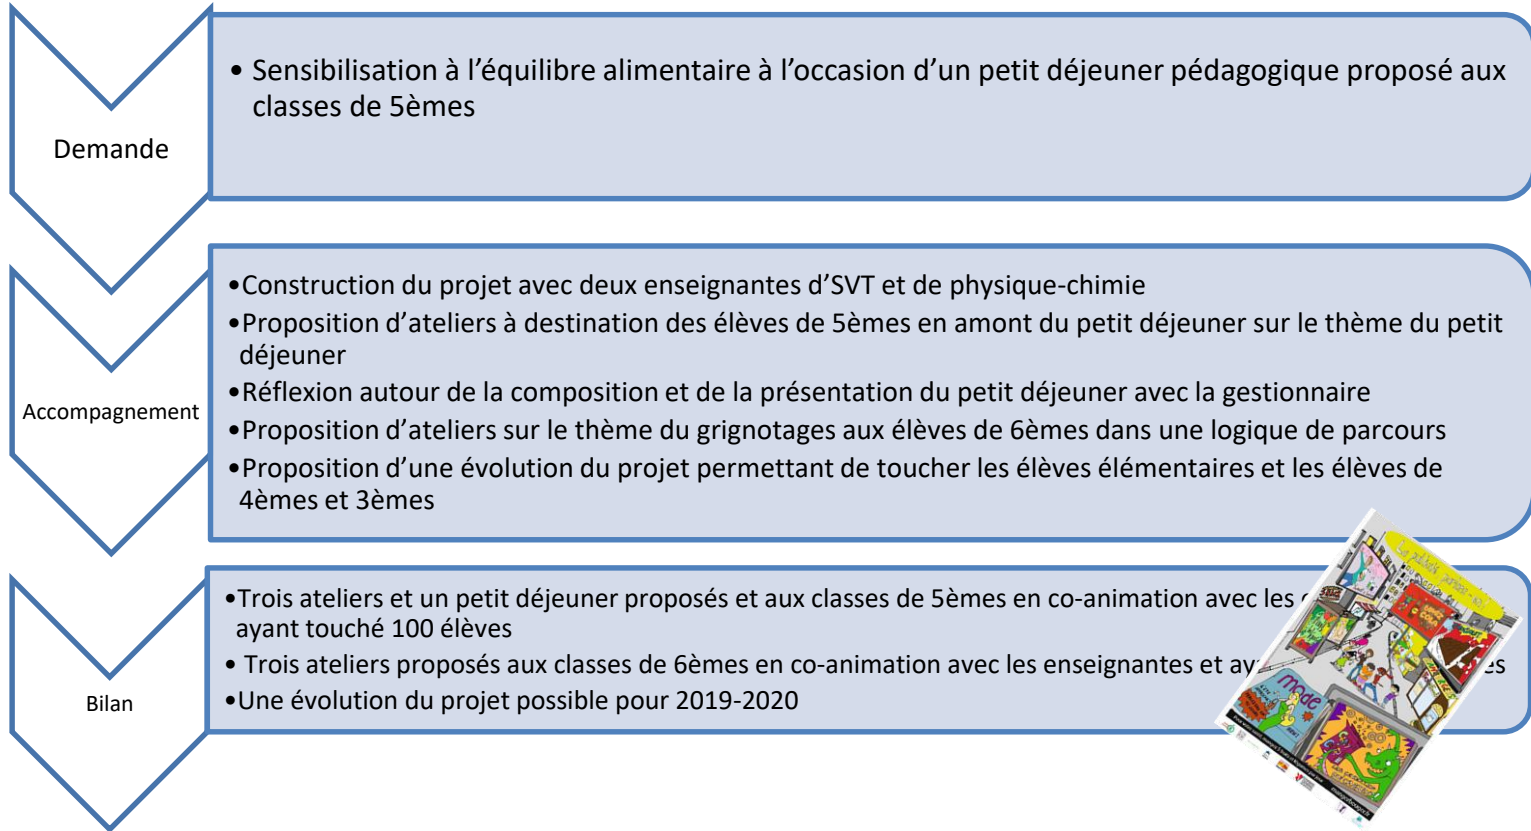 • Sensibilisation à l'équilibre alimentaire à l'occasion d'un petit déjeuner pédagogique proposé aux
classes de 5èmes
Demande
•Construction du projet avec deux enseignantes d'SVT et de physique-chimie
•Proposition d'ateliers à destination des élèves de 5èmes en amont du petit déjeuner sur le thème du petit
déjeuner
•Réflexion autour de la composition et de la présentation du petit déjeuner avec la gestionnaire
•Proposition d'ateliers sur le thème du grignotages aux élèves de 6èmes dans une logique de parcours
•Proposition d'une évolution du projet permettant de toucher les élèves élémentaires et les élèves de
4èmes et 3èmes
Accompagnement
•Trois ateliers et un petit déjeuner proposés et aux classes de 5èmes en co-animation avec les
ayant touché 100 élèves
• Trois ateliers proposés aux classes de 6èmes en co-animation avec les enseignantes et
•Une évolution du projet possible pour 2019-2020
Bilan
mode